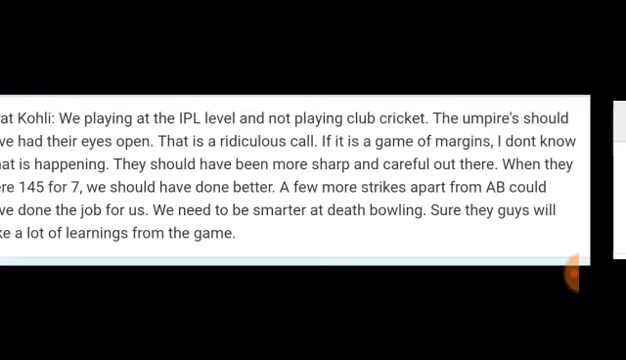 at Kohli: We playing at the IPL level and not playing club cricket. The umpire's should
ve had their eyes open. That is a ridiculous call. If it is a game of margins, I dont know
at is happening. They should have been more sharp and careful out there. When they
re 145 for 7, we should have done better. A few more strikes apart from AB could
ve done the job for us. We need to be smarter at death bowling. Sure they guys will
ke a lot of learnings from the game.